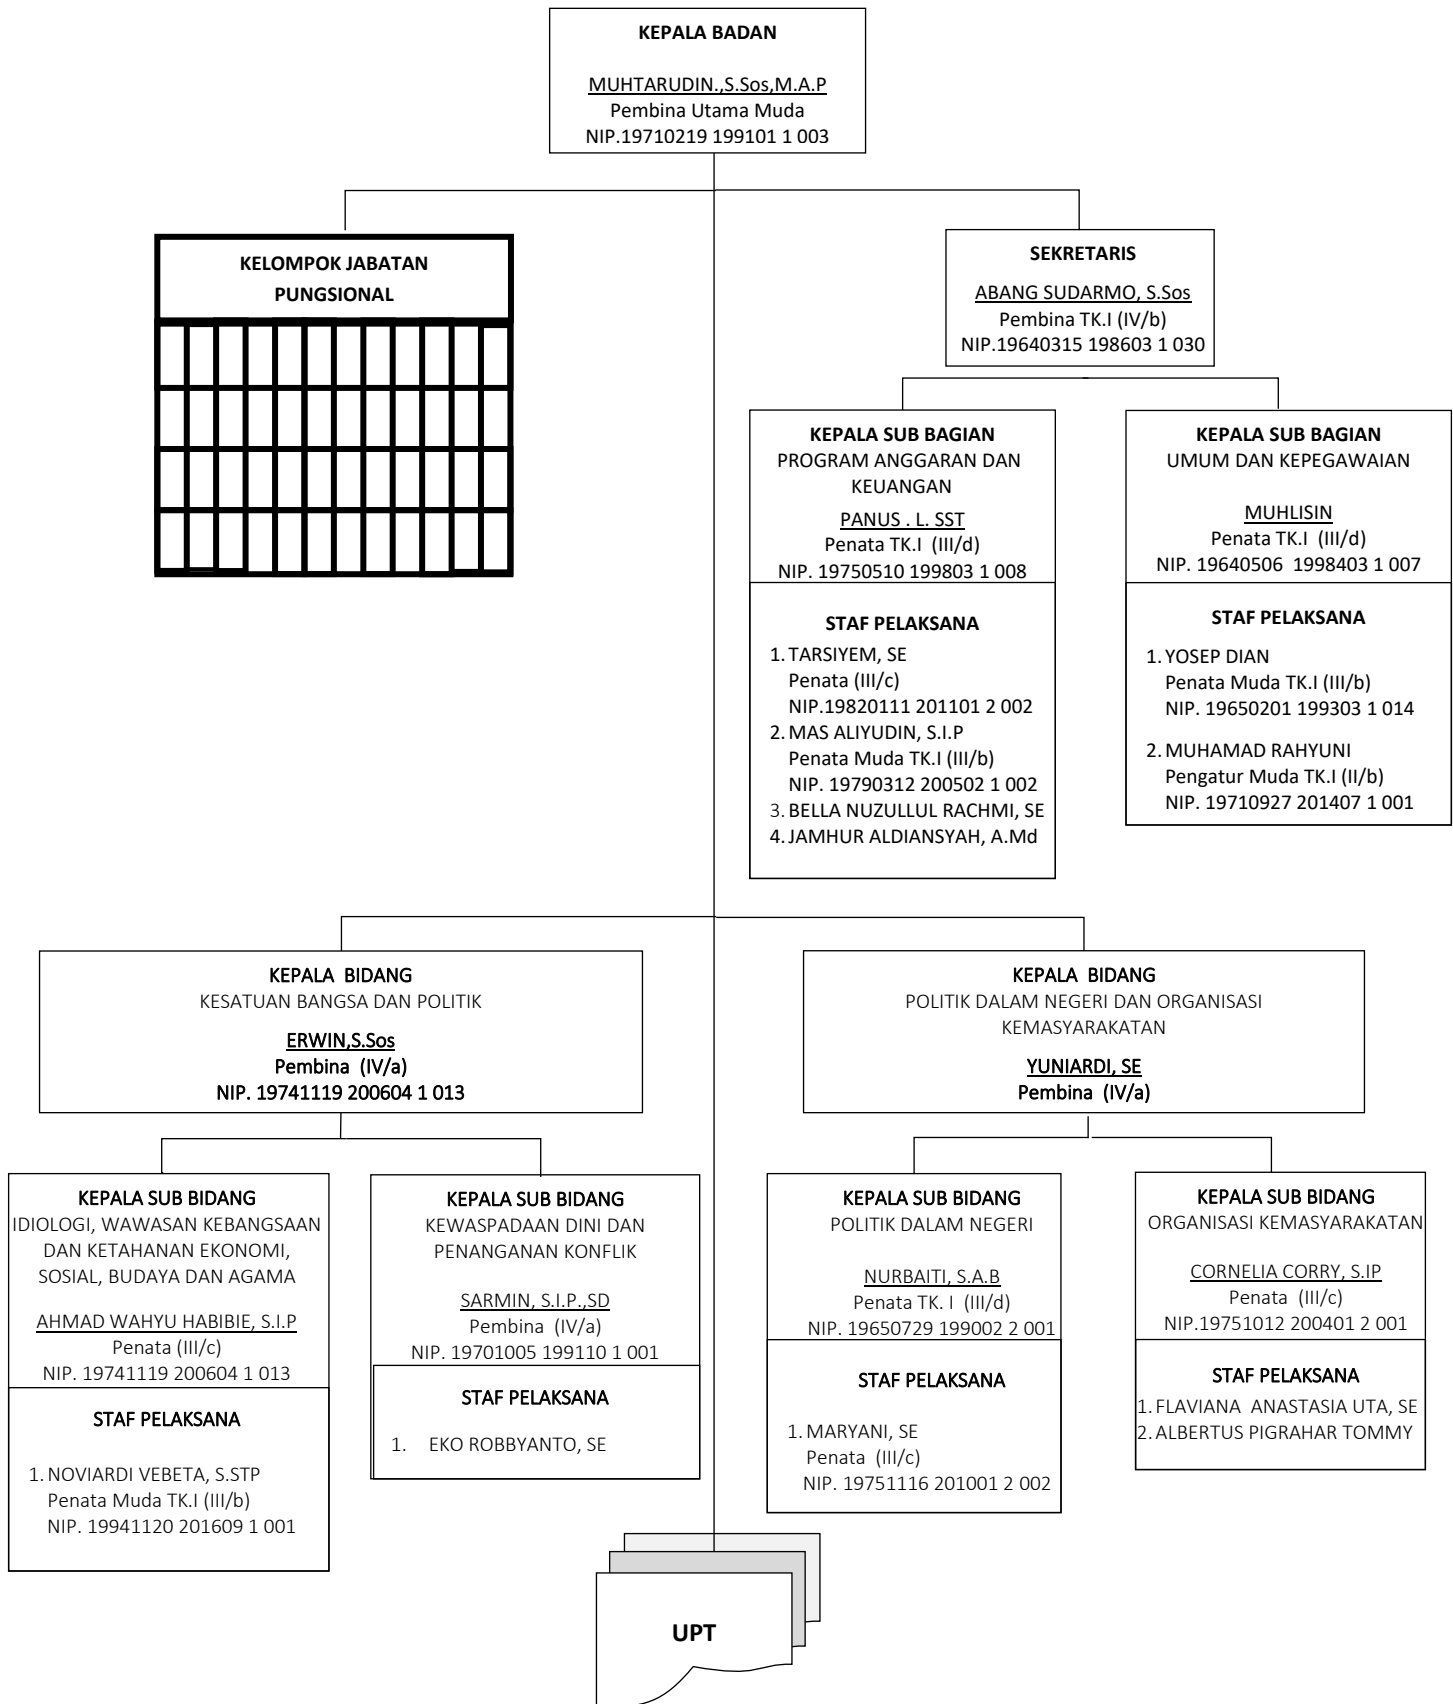 KEPALA BADAN
MUHTARUDIN.,S.Sos,M.A.P
Pembina Utama Muda
NIP.19710219 199101 1 003
KELOMPOK JABATAN
PUNGSIONAL
SEKRETARIS
ABANG SUDARMO, S.Sos
Pembina TK.I (IV/b)
NIP.19640315 198603 1 030
KEPALA SUB BAGIAN
PROGRAM ANGGARAN DAN
KEUANGAN
PANUS . L. SST
Penata TK.I (III/d)
NIP. 19750510 199803 1 008
STAF PELAKSANA
1. TARSIYEM, SE
Penata (III/c)
NIP.19820111 201101 2 002
2. MAS ALIYUDIN, S.I.P
Penata Muda TK.I (III/b)
NIP. 19790312 200502 1 002
3. BELLA NUZULLUL RACHMI, SE
4. JAMHUR ALDIANSYAH, A.Md
KEPALA SUB BAGIAN
UMUM DAN KEPEGAWAIAN
MUHLISIN
Penata TK.I (III/d)
NIP. 19640506 1998403 1 007
STAF PELAKSANA
1. YOSEP DIAN
Penata Muda TK.I (III/b)
NIP. 19650201 199303 1 014
2. MUHAMAD RAHYUNI
Pengatur Muda TK.I (II/b)
NIP. 19710927 201407 1 001
KEPALA BIDANG
KESATUAN BANGSA DAN POLITIK
ERWIN,S.Sos
Pembina (IV/a)
NIP. 19741119 200604 1 013
KEPALA BIDANG
POLITIK DALAM NEGERI DAN ORGANISASI
KEMASYARAKATAN
YUNIARDI, SE
Pembina (IV/a)
KEPALA SUB BIDANG
IDIOLOGI, WAWASAN KEBANGSAAN
DAN KETAHANAN EKONOMI,
SOSIAL, BUDAYA DAN AGAMA
AHMAD WAHYU HABIBIE, S.I.P
Penata (III/c)
NIP. 19741119 200604 1 013
STAF PELAKSANA
1. NOVIARDI VEBETA, S.STP
Penata Muda TK.I (III/b)
NIP. 19941120 201609 1 001
KEPALA SUB BIDANG
KEWASPADAAN DINI DAN
PENANGANAN KONFLIK
SARMIN, S.I.P.,SD
Pembina (IV/a)
NIP. 19701005 199110 1 001
STAF PELAKSANA
1. EKO ROBBYANTO, SE
KEPALA SUB BIDANG
POLITIK DALAM NEGERI
NURBAITI, S.A.B
Penata TK. I (III/d)
NIP. 19650729 199002 2 001
STAF PELAKSANA
1. MARYANI, SE
Penata (III/c)
NIP. 19751116 201001 2 002
KEPALA SUB BIDANG
ORGANISASI KEMASYARAKATAN
CORNELIA CORRY, S.IP
Penata (III/c)
NIP.19751012 200401 2 001
STAF PELAKSANA
1. FLAVIANA ANASTASIA UTA, SE
2. ALBERTUS PIGRAHAR TOMMY
UPT